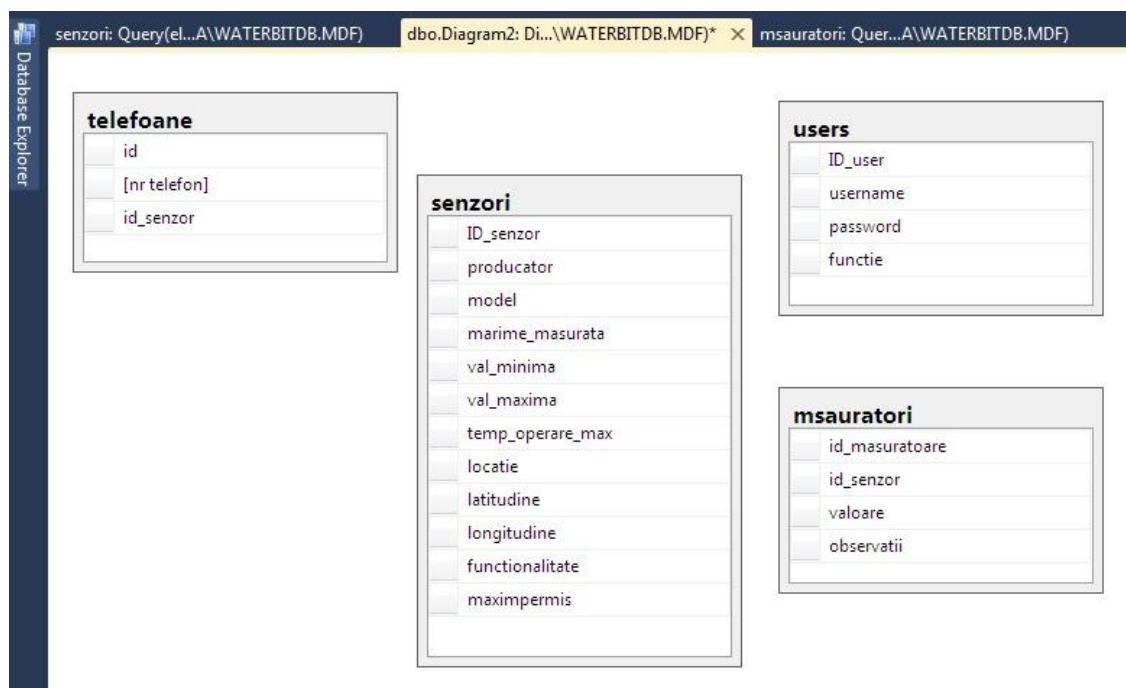 senzori: Query(el...A\WATERBITDB.MDF)
dbo.Diagram2: Di...\WATERBITDB.MDF)*
msauratori: Quer...A\WATERBITDB.MDF)
Database Explorer
telefoane
id
[nr telefon]
id_senzor
senzori
ID_senzor
producator
model
marime_masurata
val_minima
val_maxima
temp_operare_max
locatie
latitudine
longitudine
functionalitate
maximpermis
users
ID_user
username
password
functie
msauratori
id_masuratoare
id_senzor
valoare
observatii